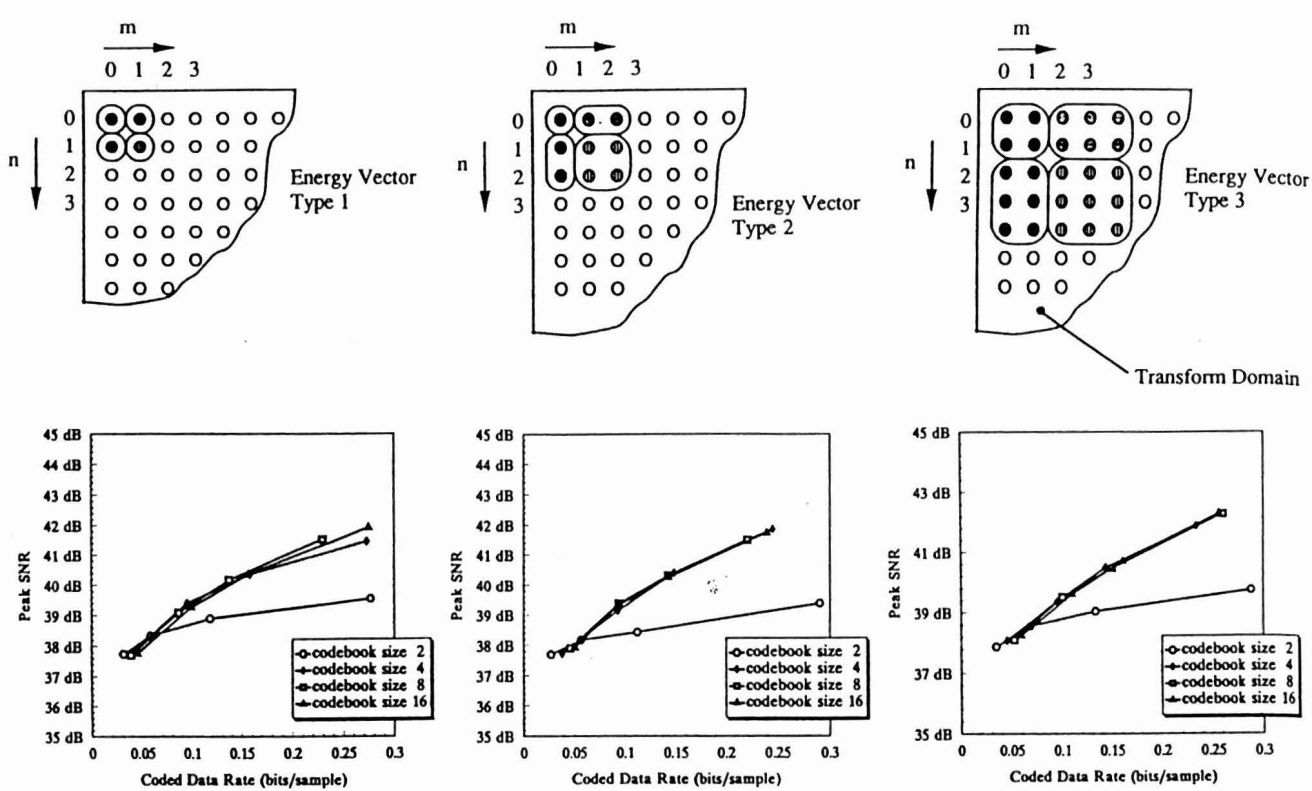 m
0 1 2 3
n
0
1
2
3
Energy Vector
Type 1
m
0 1 2 3
n
0
1
2
3
Energy Vector
Type 2
m
0 1 2 3
n
0
1
2
3
Energy Vector
Type 3
Transform Domain
Peak SNR
45 dB
44 dB
43 dB
42 dB
41 dB
40 dB
39 dB
38 dB
37 dB
36 dB
35 dB
codebook size 2
codebook size 4
codebook size 8
codebook size 16
0 0.05 0.1 0.15 0.2 0.25 0.3
Coded Data Rate (bits/sample)
Peak SNR
45 dB
44 dB
43 dB
42 dB
41 dB
40 dB
39 dB
38 dB
37 dB
36 dB
35 dB
codebook size 2
codebook size 4
codebook size 8
codebook size 16
0 0.05 0.1 0.15 0.2 0.25 0.3
Coded Data Rate (bits/sample)
Peak SNR
45 dB
43 dB
41 dB
39 dB
37 dB
35 dB
codebook size 2
codebook size 4
codebook size 8
codebook size 16
0 0.05 0.1 0.15 0.2 0.25 0.3
Coded Data Rate (bits/sample)